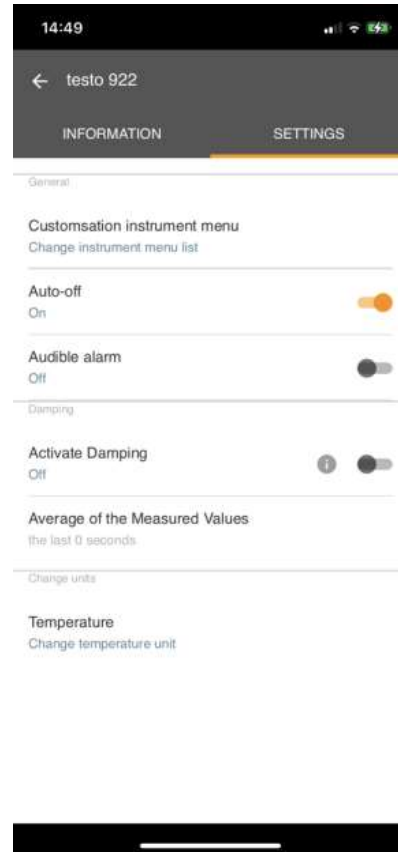 14:49
testo 922
INFORMATION SETTINGS
General
Customsation instrument menu
Change instrument menu list
Auto-off
On
Audible alarm
Off
Damping
Activate Damping
Off
Average of the Measured Values
the last 0 seconds
Change units
Temperature
Change temperature unit